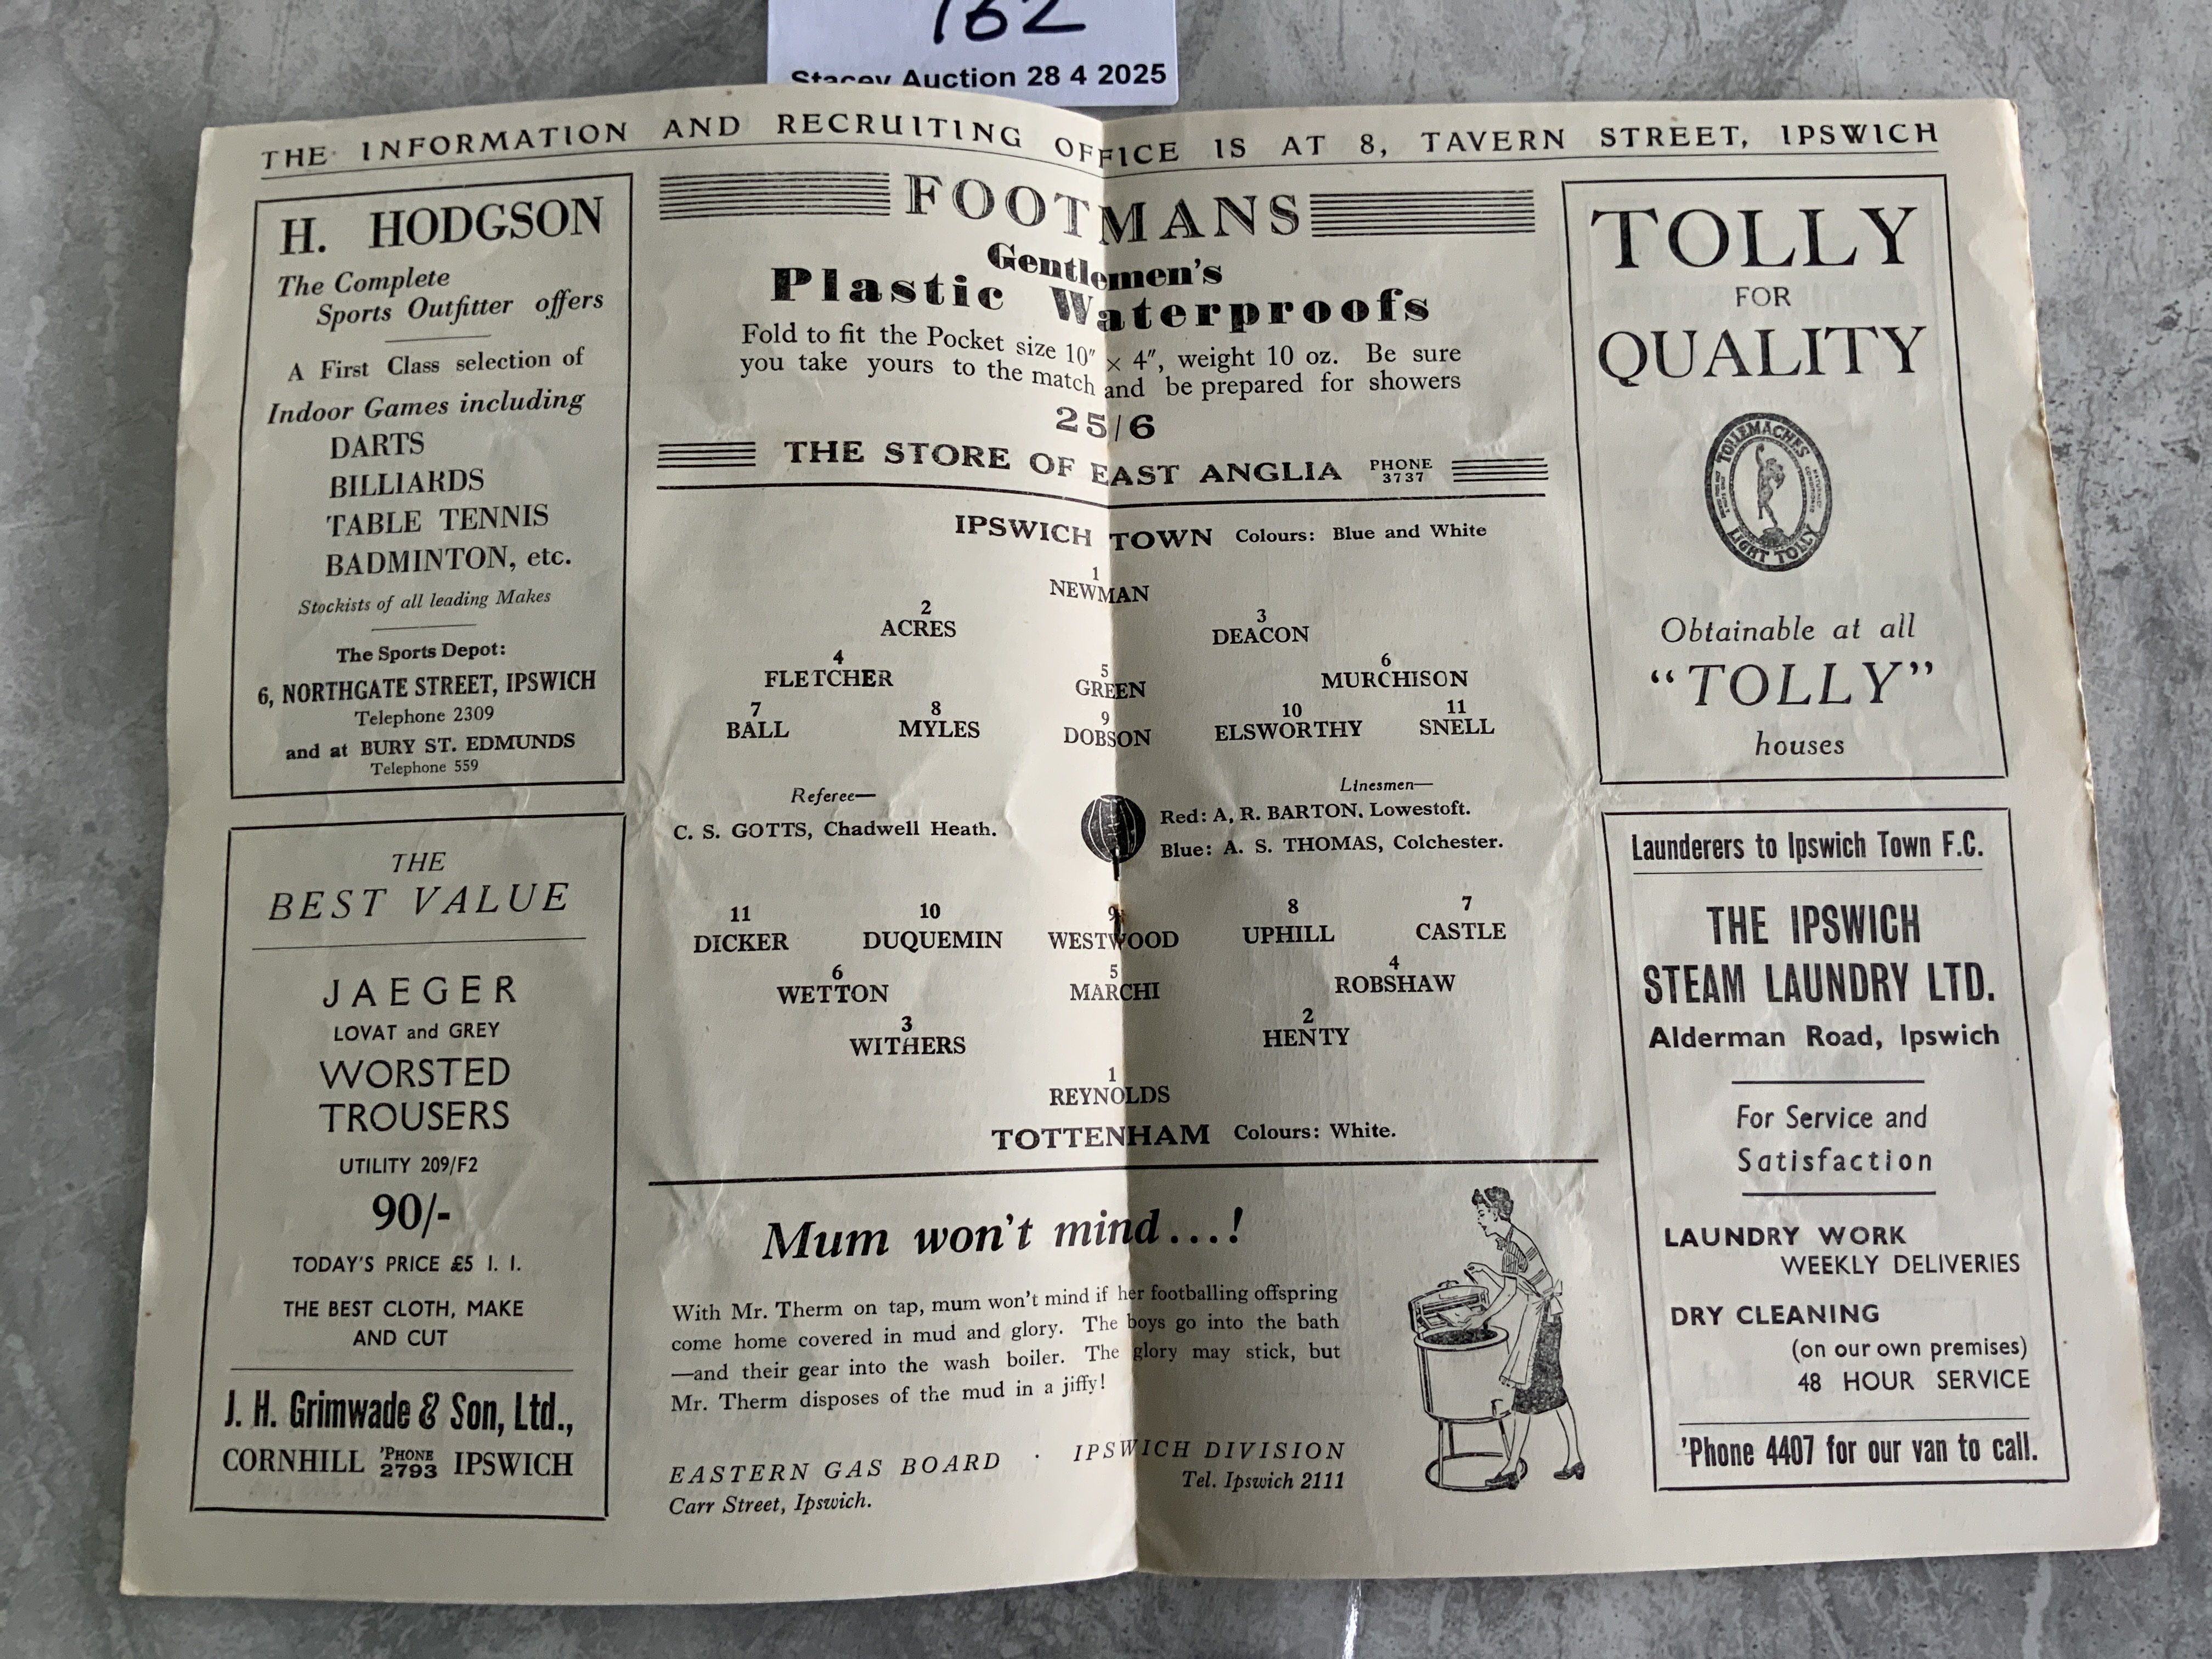 762
Stacey Auction 28 4 2025
THE INFORMATION AND RECRUITING OFFICE IS AT 8, TAVERN STREET, IPSWICH
H. HODGSON
The Complete
Sports Outfitter offers
A First Class selection of
Indoor Games including
DARTS
BILLIARDS
TABLE TENNIS
BADMINTON, etc.
Stockists of all leading Makes
The Sports Depot:
6, NORTHGATE STREET, IPSWICH
Telephone 2309
and at BURY ST. EDMUNDS
Telephone 559
THE
BEST VALUE
JAEGER
LOVAT and GREY
WORSTED
TROUSERS
UTILITY 209/F2
90/-
TODAY'S PRICE £5 1. 1.
THE BEST CLOTH, MAKE
AND CUT
J. H. Grimwade & Son, Ltd.,
CORNHILL 'PHONE 2793 IPSWICH
FOOTMANS
Gentlemen's
Plastic Waterproofs
Fold to fit the Pocket size 10" × 4", weight 10 oz. Be sure
you take yours to the match and be prepared for showers
25/6
THE STORE OF EAST ANGLIA PHONE 3737
IPSWICH TOWN Colours: Blue and White
1
NEWMAN
2 3
ACRES DEACON
4 5 6
FLETCHER GREEN MURCHISON
7 8 9 10 11
BALL MYLES DOBSON ELSWORTHY SNELL
Referee—
C. S. GOTTS, Chadwell Heath.
Linesmen—
Red: A, R. BARTON, Lowestoft.
Blue: A. S. THOMAS, Colchester.
11 10 9 8 7
DICKER DUQUEMIN WESTWOOD UPHILL CASTLE
6 5 4
WETTON MARCHI ROBSHAW
3 2
WITHERS HENTY
1
REYNOLDS
TOTTENHAM Colours: White.
Mum won't mind...!
With Mr. Therm on tap, mum won't mind if her footballing offspring
come home covered in mud and glory. The boys go into the bath
—and their gear into the wash boiler. The glory may stick, but
Mr. Therm disposes of the mud in a jiffy!
EASTERN GAS BOARD · IPSWICH DIVISION
Carr Street, Ipswich. Tel. Ipswich 2111
TOLLY
FOR
QUALITY
TOLLEMACHES
LIGHT TOLLY
Obtainable at all
"TOLLY"
houses
Launderers to Ipswich Town F.C.
THE IPSWICH
STEAM LAUNDRY LTD.
Alderman Road, Ipswich
For Service and
Satisfaction
LAUNDRY WORK
WEEKLY DELIVERIES
DRY CLEANING
(on our own premises)
48 HOUR SERVICE
'Phone 4407 for our van to call.